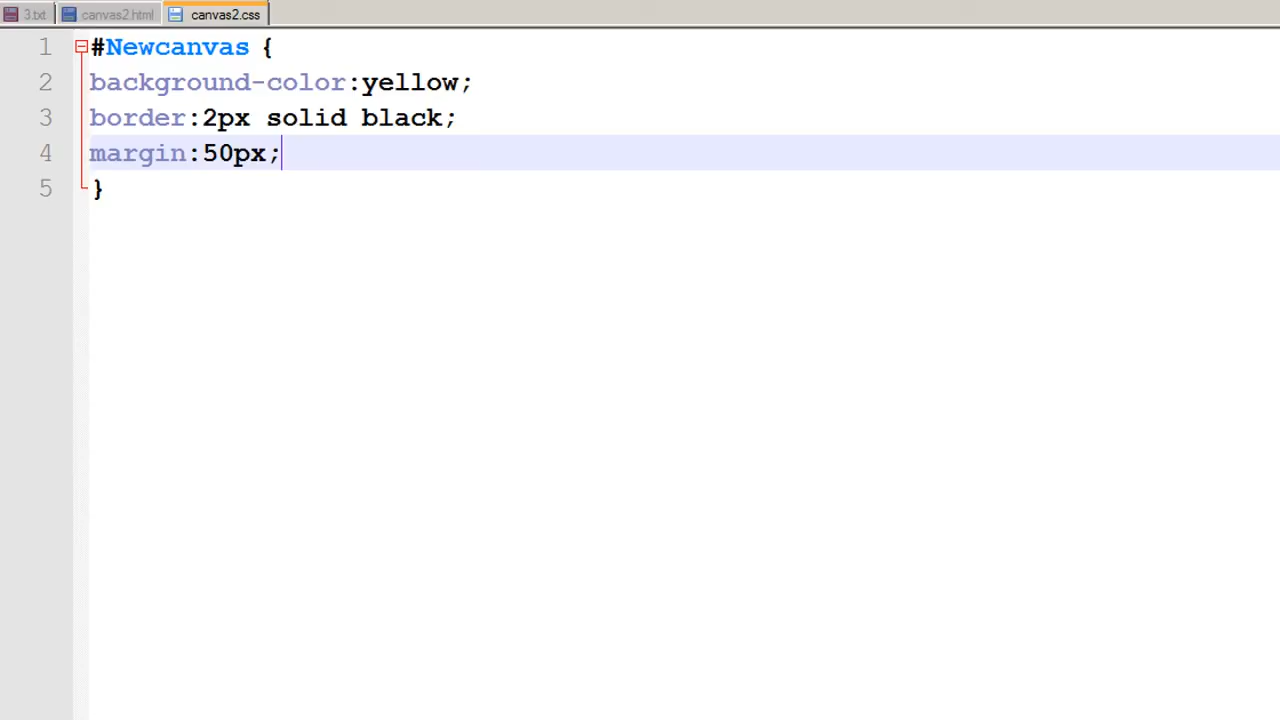 3.txt canvas2.html canvas2.css
1 #Newcanvas {
2 background-color:yellow;
3 border:2px solid black;
4 margin:50px;
5 }